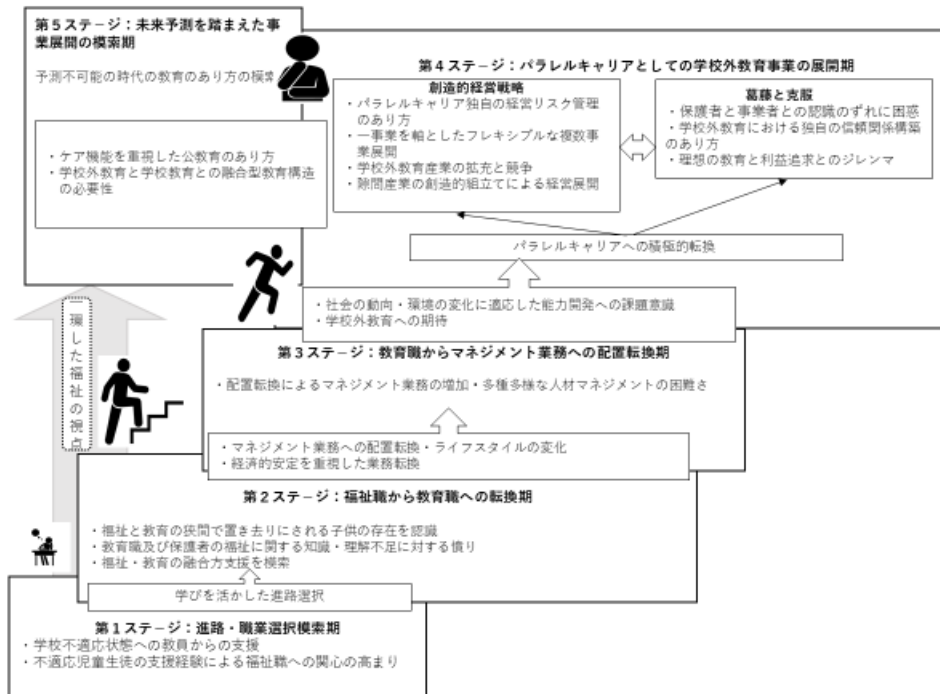 第５ステージ：未来予測を踏まえた事
業展開の模索期
予測不可能の時代の教育のあり方の模索
・ケア機能を重視した公教育のあり方
・学校外教育と学校教育との融合型教育構造
の必要性
第４ステージ：パラレルキャリアとしての学校外教育事業の展開期
創造的経営戦略
・パラレルキャリア独自の経営リスク管理
のあり方
・一事業を軸としたフレキシブルな複数事
業展開
・学校外教育産業の拡充と競争
・隙間産業の創造的組立てによる経営展開
葛藤と克服
・保護者と事業者との認識のずれに困惑
・学校外教育における独自の信頼関係構築
のあり方
・理想の教育と利益追求とのジレンマ
パラレルキャリアへの積極的転換
・社会の動向・環境の変化に適応した能力開発への課題意識
・学校外教育への期待
第３ステージ：教育職からマネジメント業務への配置転換期
・配置転換によるマネジメント業務の増加・多種多様な人材マネジメントの困難さ
・マネジメント業務への配置転換・ライフスタイルの変化
・経済的安定を重視した業務転換
一環した福祉の視点
第２ステージ：福祉職から教育職への転換期
・福祉と教育の狭間で置き去りにされる子供の存在を認識
・教育職及び保護者の福祉に関する知識・理解不足に対する憤り
・福祉・教育の融合方支援を模索
学びを活かした進路選択
第１ステージ：進路・職業選択模索期
・学校不適応状態への教員からの支援
・不適応児童生徒の支援経験による福祉職への関心の高まり